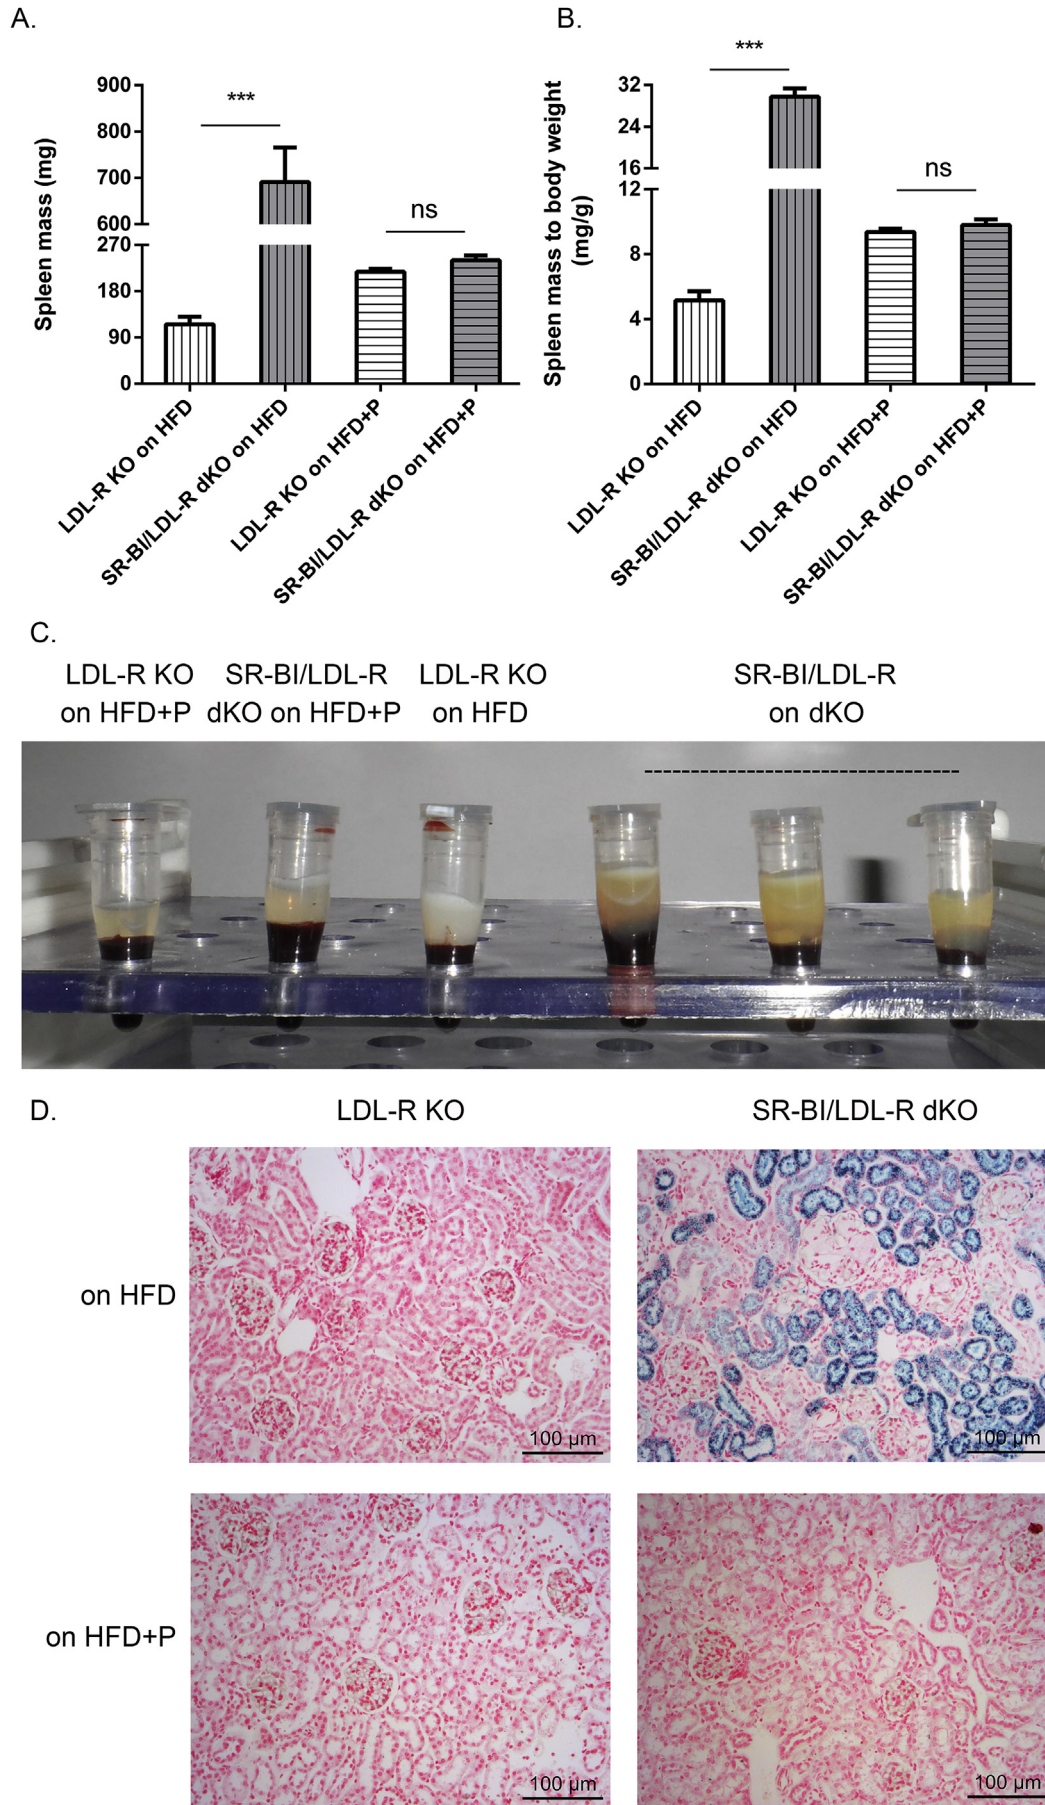 A.
B.
***
900
800
700
600
270
180
90
0
Spleen mass (mg)
ns
LDL-R KO on HFD
SR-BI/LDL-R dKO on HFD
LDL-R KO on HFD+P
SR-BI/LDL-R dKO on HFD+P
***
32
24
16
12
8
4
0
Spleen mass to body weight
(mg/g)
ns
LDL-R KO on HFD
SR-BI/LDL-R dKO on HFD
LDL-R KO on HFD+P
SR-BI/LDL-R dKO on HFD+P
C.
LDL-R KO
on HFD+P
SR-BI/LDL-R
dKO on HFD+P
LDL-R KO
on HFD
SR-BI/LDL-R
on dKO
D.
LDL-R KO
SR-BI/LDL-R dKO
on HFD
100 µm
100 µm
on HFD+P
100 µm
100 µm